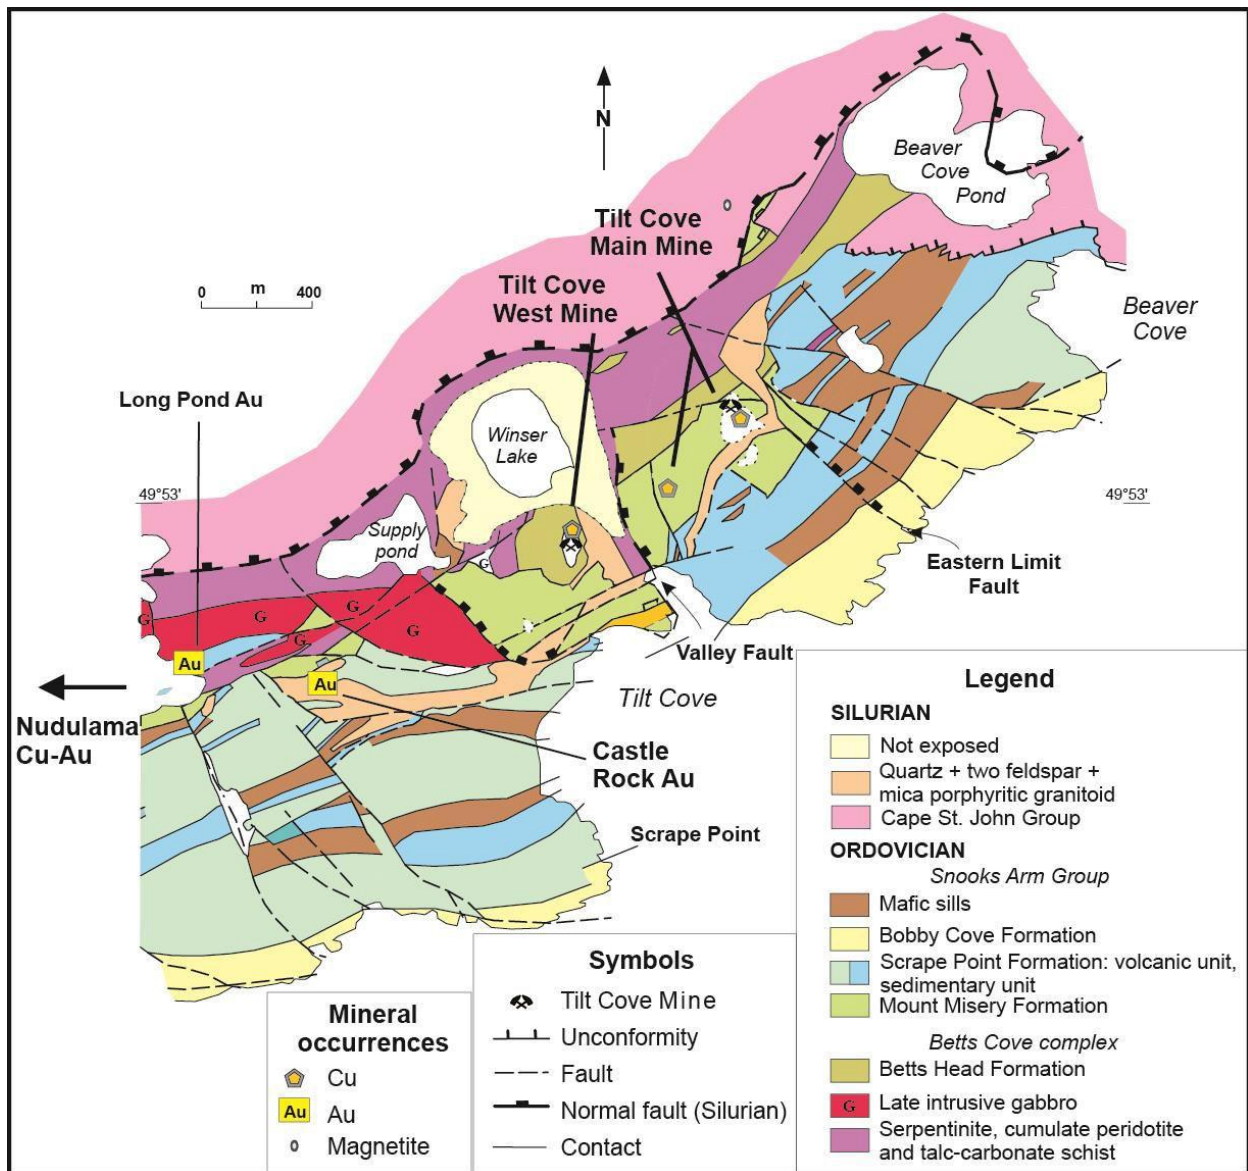 N
Beaver
Cove
Pond
Tilt Cove
Main Mine
Tilt Cove
West Mine
0 m 400
Beaver
Cove
Long Pond Au
Winser
Lake
49°53'
49°53'
Supply
pond
G
Eastern Limit
Fault
G
G
G
G
G
Valley Fault
Au
Au
Tilt Cove
Nudulama
Cu-Au
Castle
Rock Au
Scrape Point
Legend
SILURIAN
Not exposed
Quartz + two feldspar +
mica porphyritic granitoid
Cape St. John Group
ORDOVICIAN
Snooks Arm Group
Mafic sills
Bobby Cove Formation
Scrape Point Formation: volcanic unit,
sedimentary unit
Mount Misery Formation
Betts Cove complex
Betts Head Formation
G Late intrusive gabbro
Serpentinite, cumulate peridotite
and talc-carbonate schist
Symbols
Tilt Cove Mine
Unconformity
Fault
Normal fault (Silurian)
Contact
Mineral
occurrences
Cu
Au Au
Magnetite